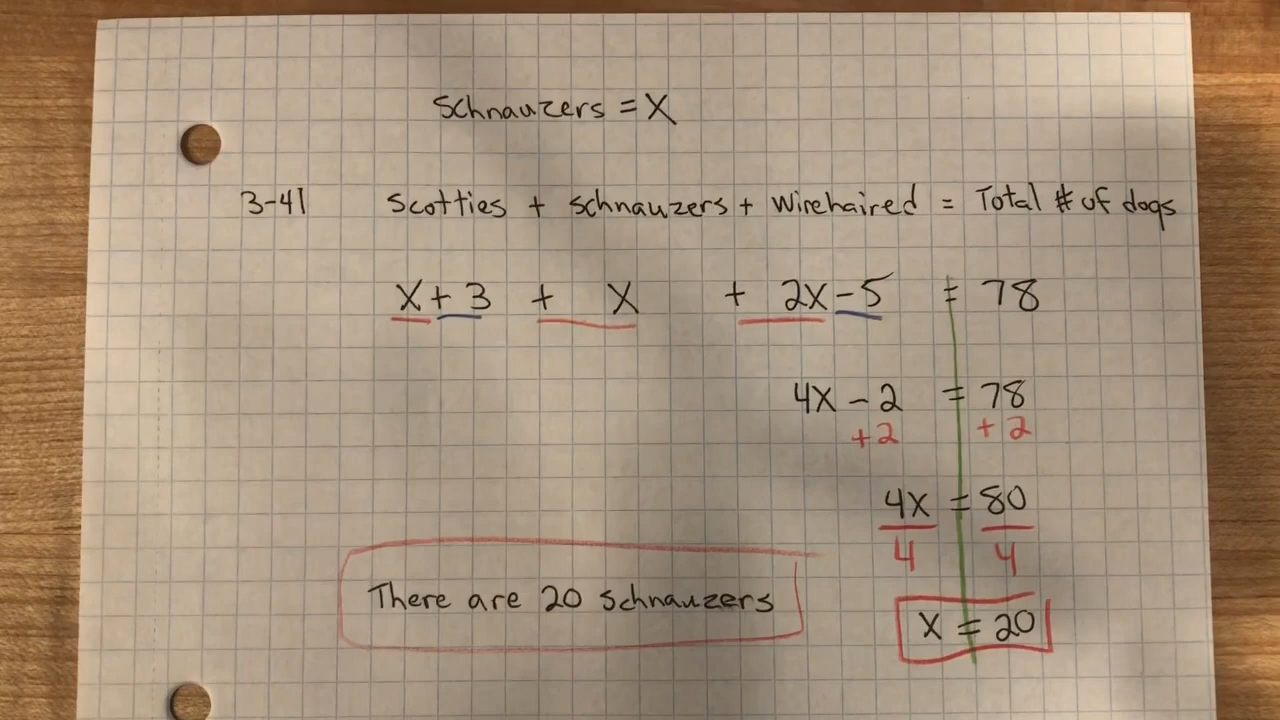 Schnauzers = X
3-41 Scotties + Schnauzers + Wirehaired = Total # of dogs
X + 3 + X + 2X - 5 = 78
4X - 2 = 78
+2 + 2
4X = 80
4 4
There are 20 Schnauzers
X = 20